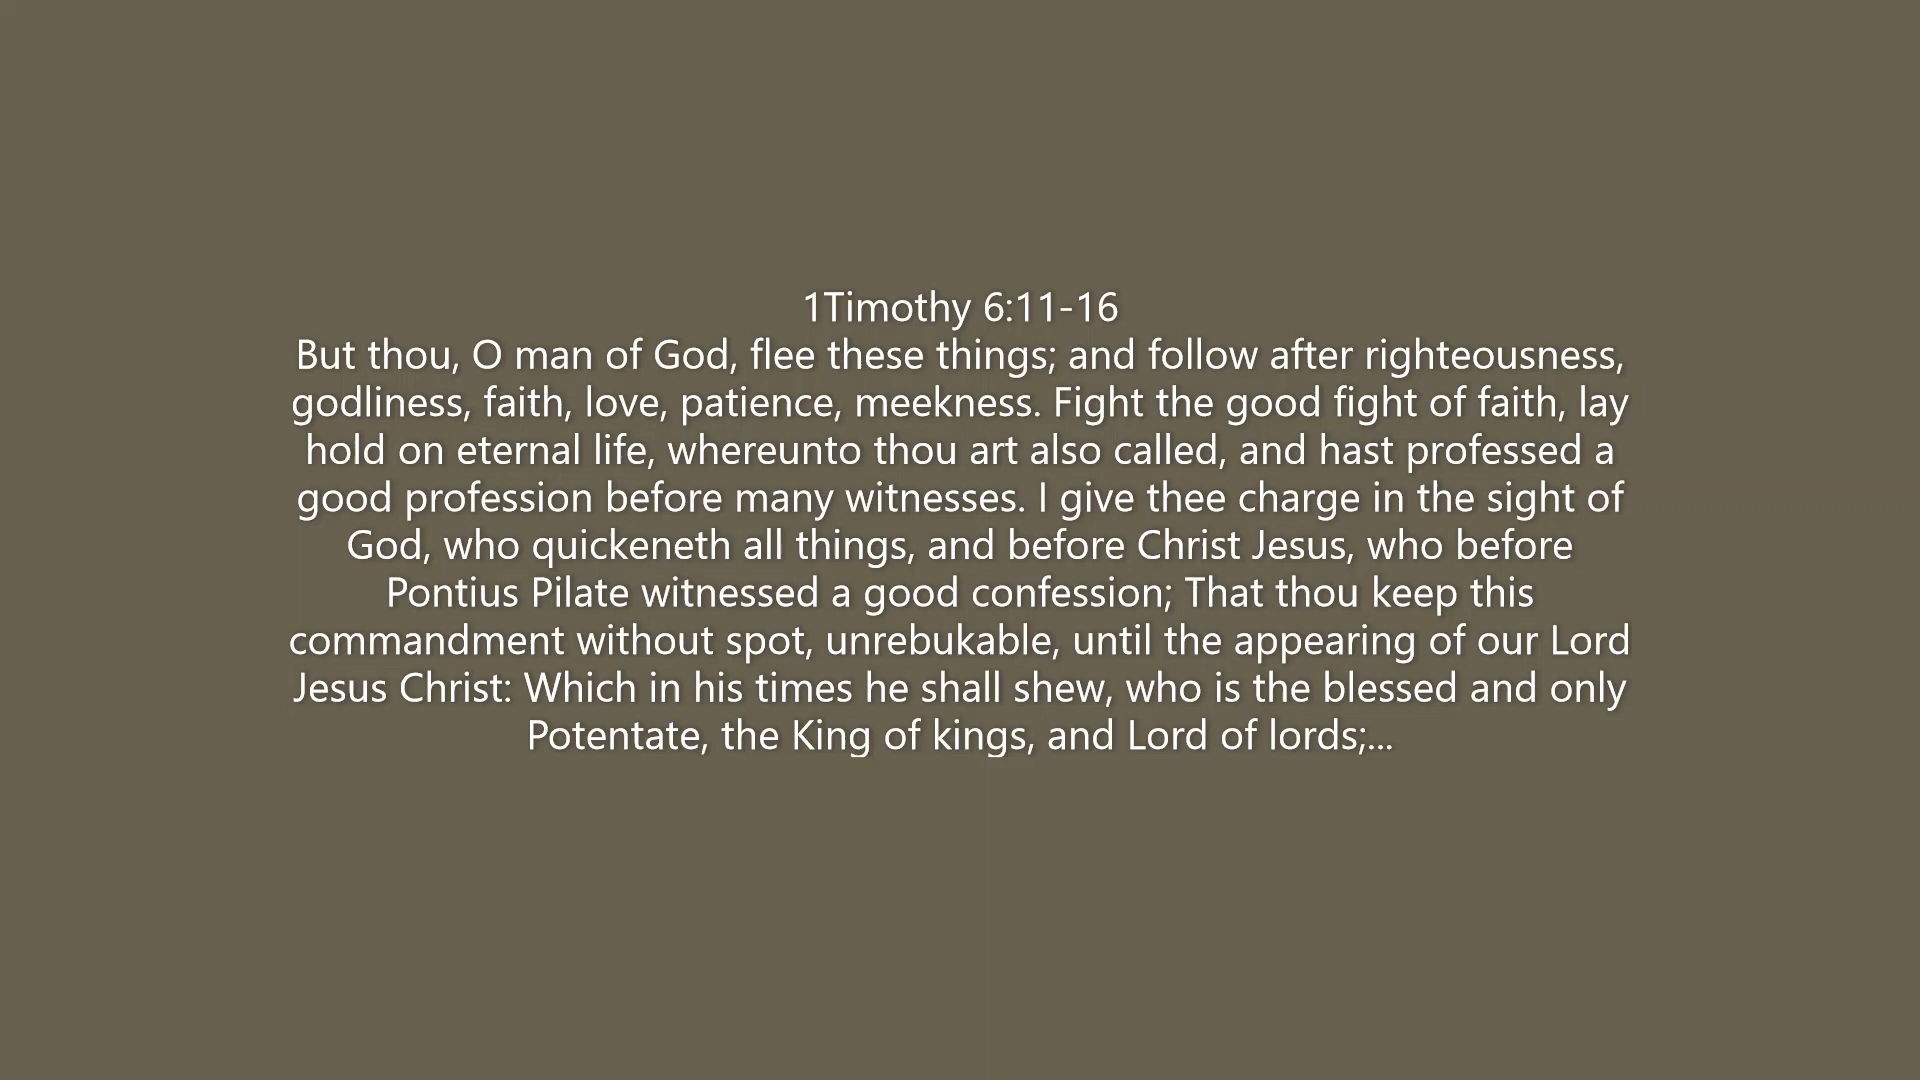 1Timothy 6:11-16
But thou, O man of God, flee these things; and follow after righteousness,
godliness, faith, love, patience, meekness. Fight the good fight of faith, lay
hold on eternal life, whereunto thou art also called, and hast professed a
good profession before many witnesses. I give thee charge in the sight of
God, who quickeneth all things, and before Christ Jesus, who before
Pontius Pilate witnessed a good confession; That thou keep this
commandment without spot, unrebukable, until the appearing of our Lord
Jesus Christ: Which in his times he shall shew, who is the blessed and only
Potentate, the King of kings, and Lord of lords;...